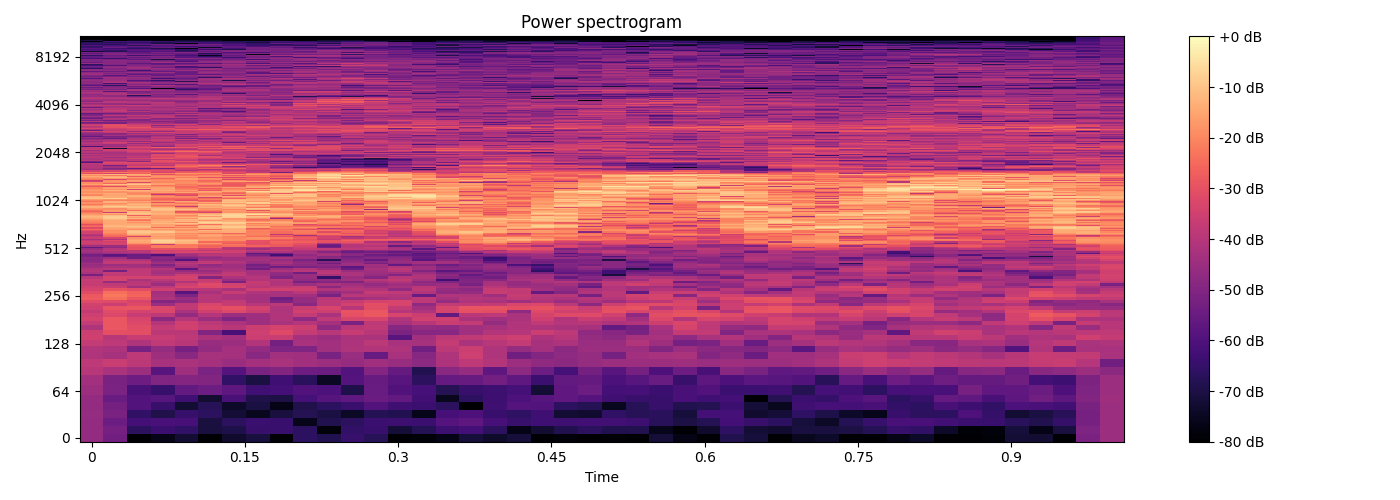 Power spectrogram
Hz
8192
4096
2048
1024
512
256
128
64
0
0 0.15 0.3 0.45 0.6 0.75 0.9
Time
+0 dB
-10 dB
-20 dB
-30 dB
-40 dB
-50 dB
-60 dB
-70 dB
-80 dB